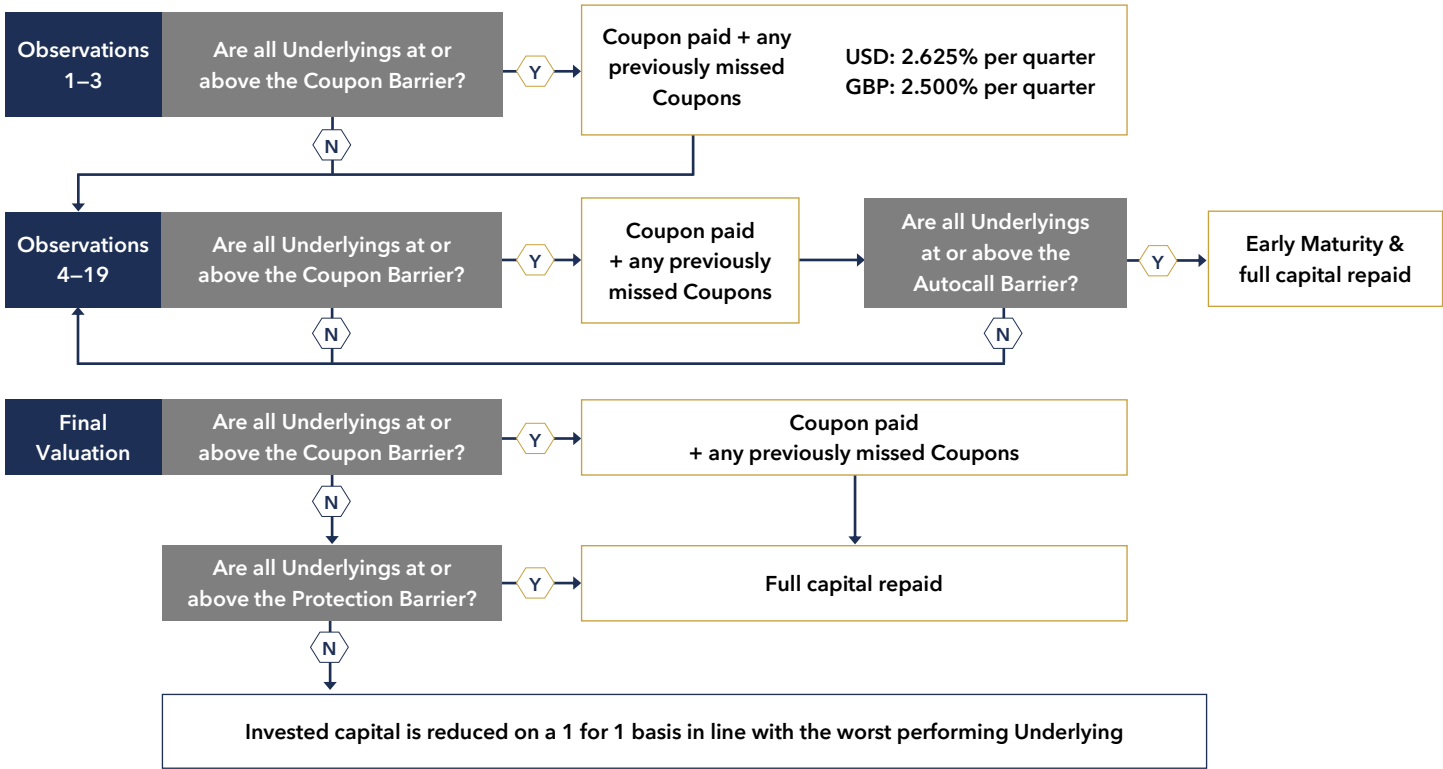 Observations
1–3
Are all Underlyings at or
above the Coupon Barrier?
Y
Coupon paid + any
previously missed
Coupons
USD: 2.625% per quarter
GBP: 2.500% per quarter
N
Observations
4–19
Are all Underlyings at or
above the Coupon Barrier?
Y
Coupon paid
+ any previously
missed Coupons
Are all Underlyings
at or above the
Autocall Barrier?
Y
Early Maturity &
full capital repaid
N
N
Final
Valuation
Are all Underlyings at or
above the Coupon Barrier?
Y
Coupon paid
+ any previously missed Coupons
N
Are all Underlyings at or
above the Protection Barrier?
Y
Full capital repaid
N
Invested capital is reduced on a 1 for 1 basis in line with the worst performing Underlying